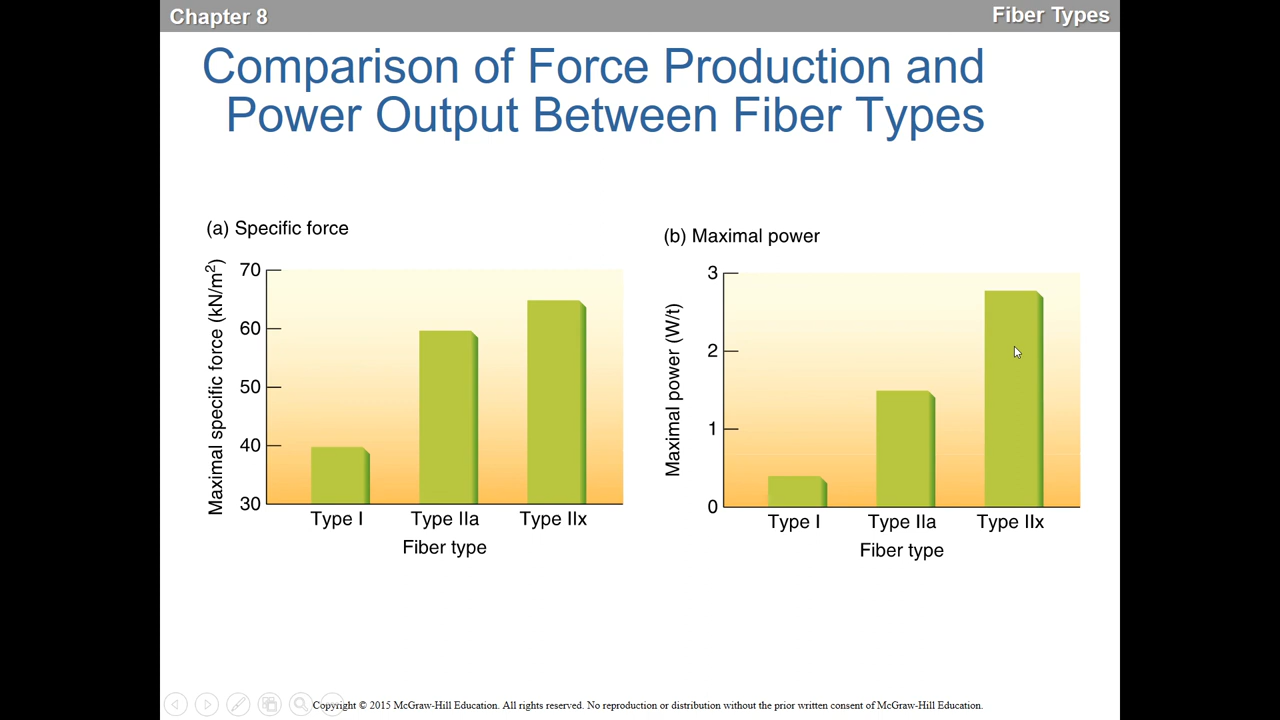 Chapter 8
Fiber Types
Comparison of Force Production and
Power Output Between Fiber Types
(a) Specific force
Maximal specific force (kN/m²)
70
60
50
40
30
Type I Type IIa Type IIx
Fiber type
(b) Maximal power
Maximal power (W/t)
3
2
1
0
Type I Type IIa Type IIx
Fiber type
Copyright © 2015 McGraw-Hill Education. All rights reserved. No reproduction or distribution without the prior written consent of McGraw-Hill Education.